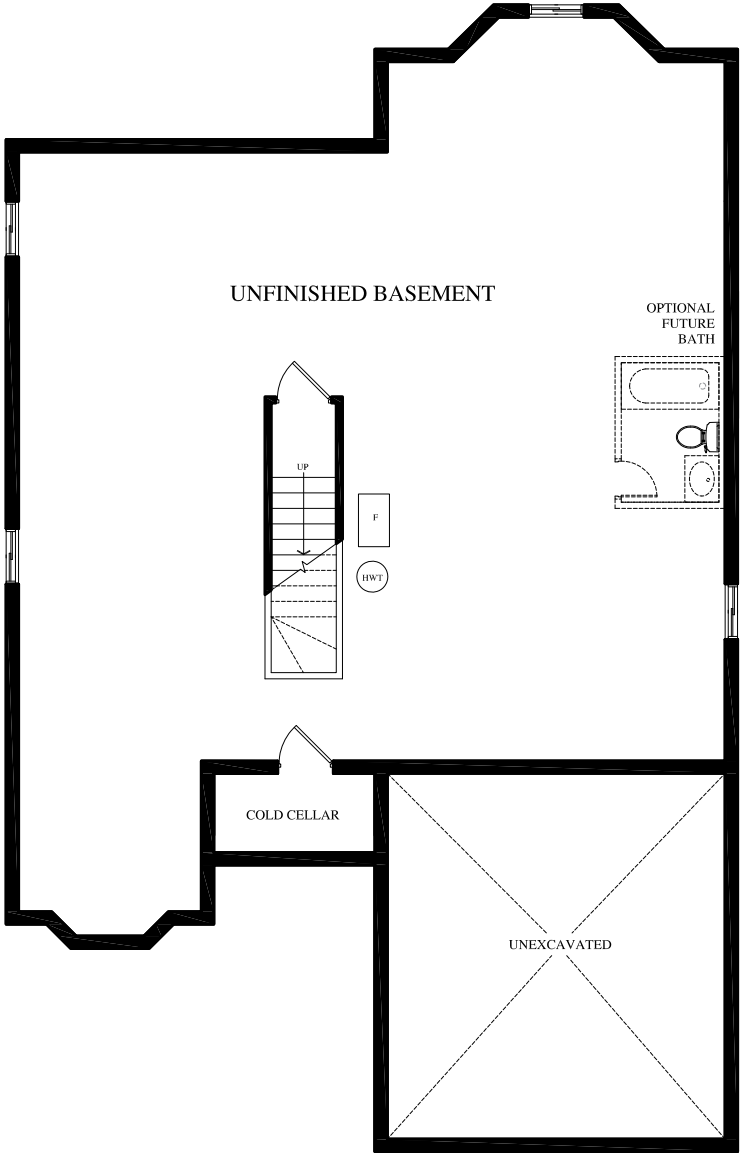 UNFINISHED BASEMENT
OPTIONAL
FUTURE
BATH
UP
F
HWT
COLD CELLAR
UNEXCAVATED